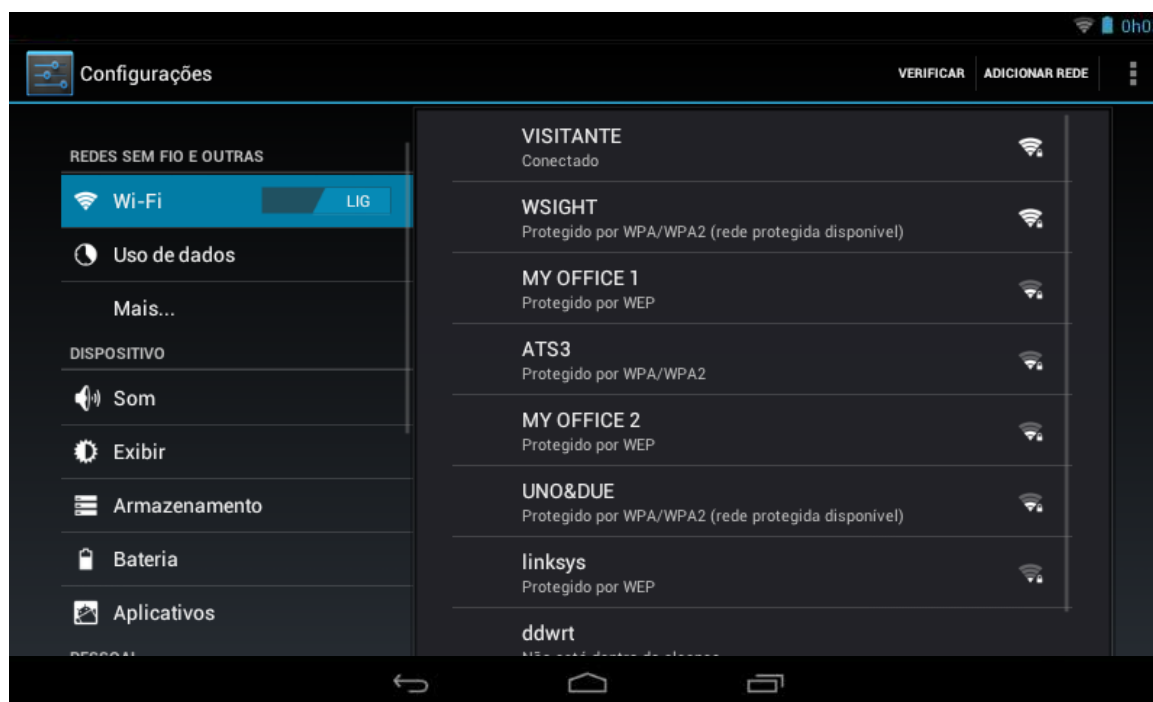 0h0
Configurações
VERIFICAR
ADICIONAR REDE
REDES SEM FIO E OUTRAS
Wi-Fi
LIG
Uso de dados
Mais...
DISPOSITIVO
Som
Exibir
Armazenamento
Bateria
Aplicativos
VISITANTE
Conectado
WSIGHT
Protegido por WPA/WPA2 (rede protegida disponível)
MY OFFICE 1
Protegido por WEP
ATS3
Protegido por WPA/WPA2
MY OFFICE 2
Protegido por WEP
UNO&DUE
Protegido por WPA/WPA2 (rede protegida disponível)
linksys
Protegido por WEP
ddwrt